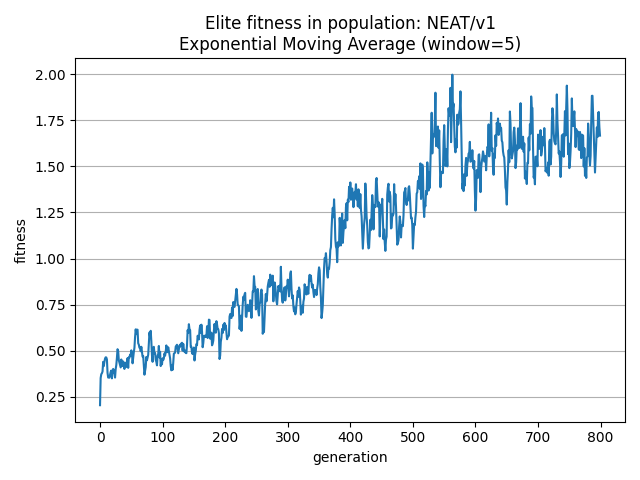 Elite fitness in population: NEAT/v1
Exponential Moving Average (window=5)
2.00
1.75
1.50
1.25
1.00
0.75
0.50
0.25
fitness
0 100 200 300 400 500 600 700 800
generation